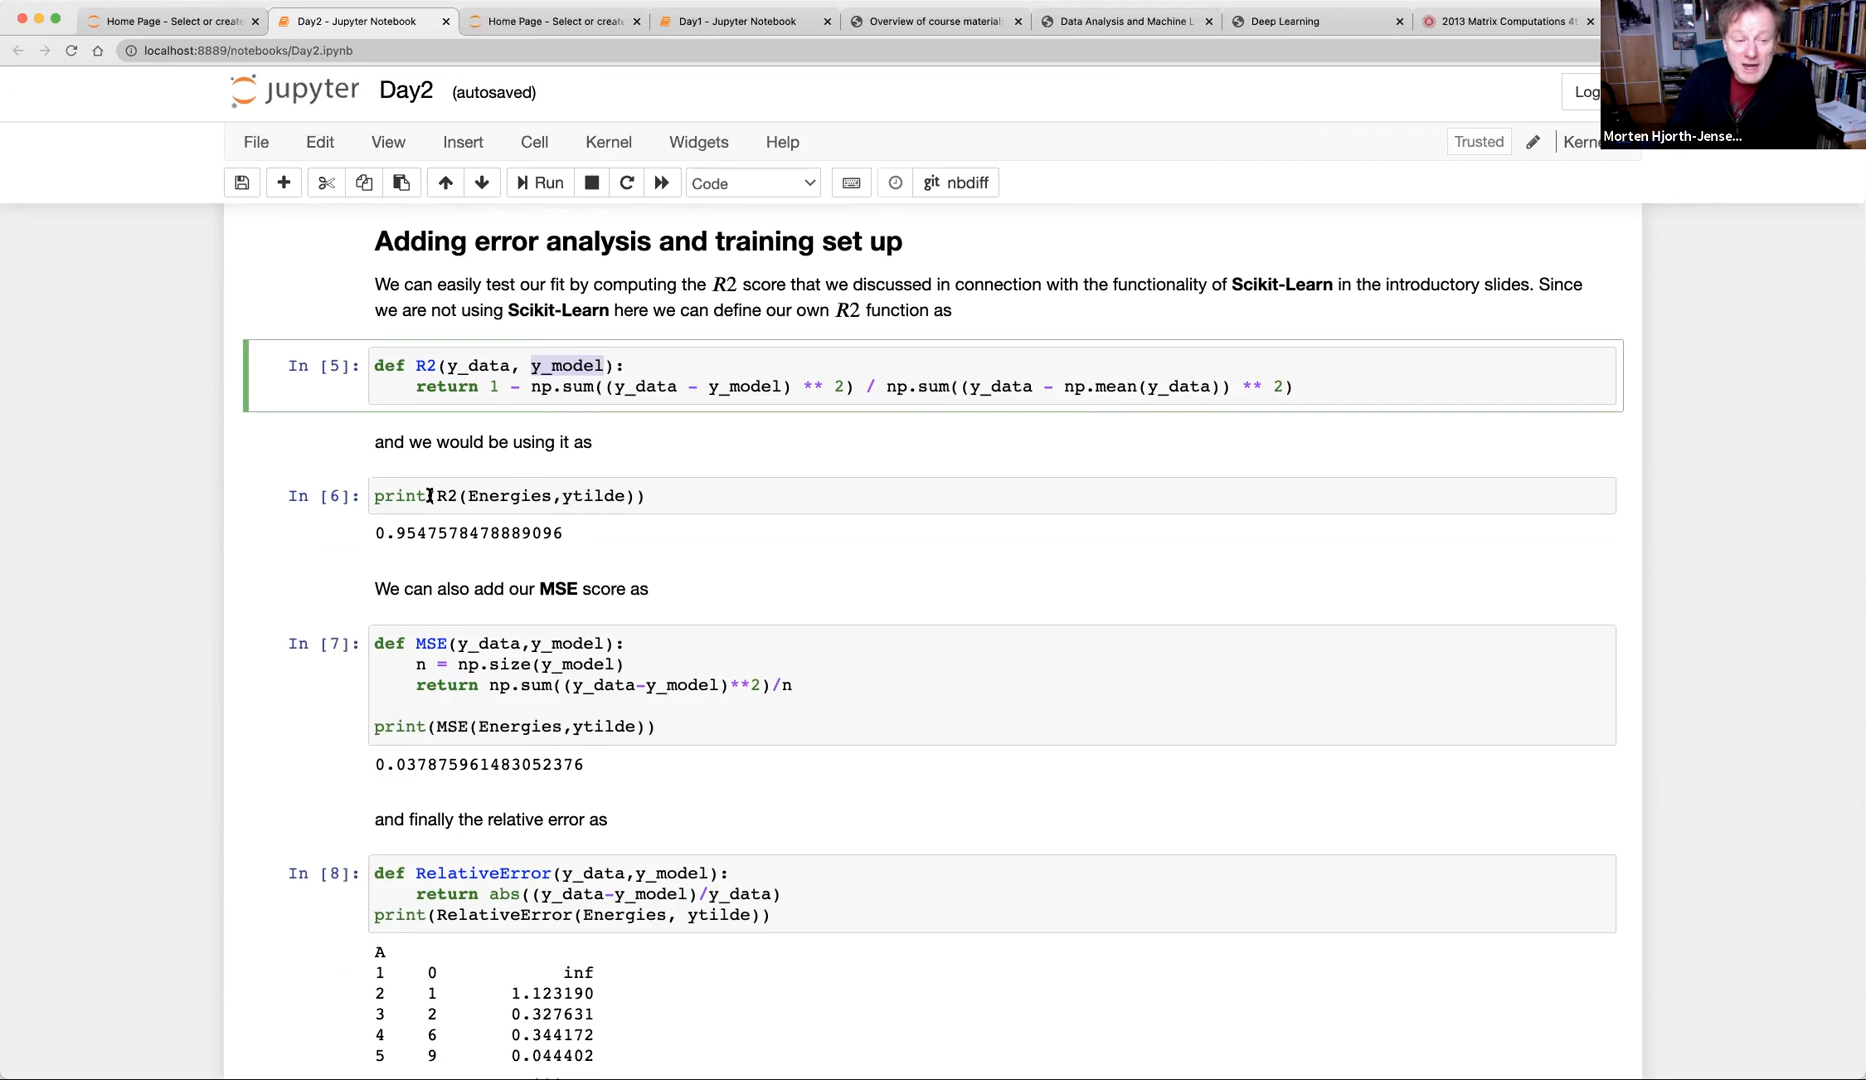 Home Page - Select or create
Day2 - Jupyter Notebook
Home Page - Select or create
Day1 - Jupyter Notebook
Overview of course material
Data Analysis and Machine L
Deep Learning
2013 Matrix Computations 4t
localhost:8889/notebooks/Day2.ipynb
jupyter Day2 (autosaved)
Log
Morten Hjorth-Jense...
File Edit View Insert Cell Kernel Widgets Help
Trusted
Kerne
Run
Code
git nbdiff
Adding error analysis and training set up
We can easily test our fit by computing the R2 score that we discussed in connection with the functionality of Scikit-Learn in the introductory slides. Since
we are not using Scikit-Learn here we can define our own R2 function as
In [5]: def R2(y_data, y_model):
return 1 - np.sum((y_data - y_model) ** 2) / np.sum((y_data - np.mean(y_data)) ** 2)
and we would be using it as
In [6]: print(R2(Energies,ytilde))
0.9547578478889096
We can also add our MSE score as
In [7]: def MSE(y_data,y_model):
n = np.size(y_model)
return np.sum((y_data-y_model)**2)/n
print(MSE(Energies,ytilde))
0.037875961483052376
and finally the relative error as
In [8]: def RelativeError(y_data,y_model):
return abs((y_data-y_model)/y_data)
print(RelativeError(Energies, ytilde))
A
1 0 inf
2 1 1.123190
3 2 0.327631
4 6 0.344172
5 9 0.044402
...